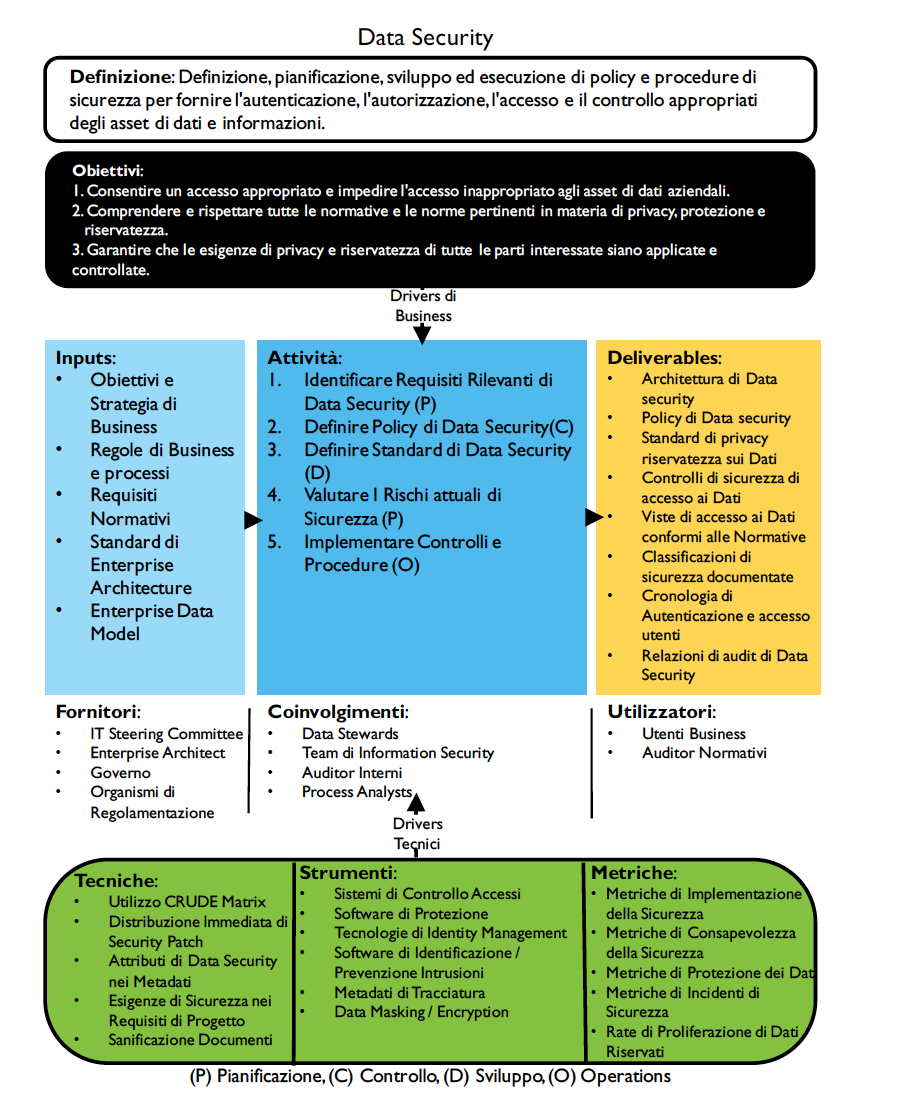 Data Security
Definizione: Definizione, pianificazione, sviluppo ed esecuzione di policy e procedure di
sicurezza per fornire l'autenticazione, l'autorizzazione, l'accesso e il controllo appropriati
degli asset di dati e informazioni.
Obiettivi:
1. Consentire un accesso appropriato e impedire l'accesso inappropriato agli asset di dati aziendali.
2. Comprendere e rispettare tutte le normative e le norme pertinenti in materia di privacy, protezione e
riservatezza.
3. Garantire che le esigenze di privacy e riservatezza di tutte le parti interessate siano applicate e
controllate.
Drivers di
Business
Inputs:
• Obiettivi e
Strategia di
Business
• Regole di Business
e processi
• Requisiti
Normativi
• Standard di
Enterprise
Architecture
• Enterprise Data
Model
Attività:
1. Identificare Requisiti Rilevanti di
Data Security (P)
2. Definire Policy di Data Security(C)
3. Definire Standard di Data Security
(D)
4. Valutare I Rischi attuali di
Sicurezza (P)
5. Implementare Controlli e
Procedure (O)
Deliverables:
• Architettura di Data
security
• Policy di Data security
• Standard di privacy
riservatezza sui Dati
• Controlli di sicurezza di
accesso ai Dati
• Viste di accesso ai Dati
conformi alle Normative
• Classificazioni di
sicurezza documentate
• Cronologia di
Autenticazione e accesso
utenti
• Relazioni di audit di Data
Security
Fornitori:
• IT Steering Committee
• Enterprise Architect
• Governo
• Organismi di
Regolamentazione
Coinvolgimenti:
• Data Stewards
• Team di Information Security
• Auditor Interni
• Process Analysts
Utilizzatori:
• Utenti Business
• Auditor Normativi
Drivers
Tecnici
Tecniche:
• Utilizzo CRUDE Matrix
• Distribuzione Immediata di
Security Patch
• Attributi di Data Security
nei Metadati
• Esigenze di Sicurezza nei
Requisiti di Progetto
• Sanificazione Documenti
Strumenti:
• Sistemi di Controllo Accessi
• Software di Protezione
• Tecnologie di Identity Management
• Software di Identificazione /
Prevenzione Intrusioni
• Metadati di Tracciatura
• Data Masking / Encryption
Metriche:
• Metriche di Implementazione
della Sicurezza
• Metriche di Consapevolezza
della Sicurezza
• Metriche di Protezione dei Dati
• Metriche di Incidenti di
Sicurezza
• Rate di Proliferazione di Dati
Riservati
(P) Pianificazione, (C) Controllo, (D) Sviluppo, (O) Operations